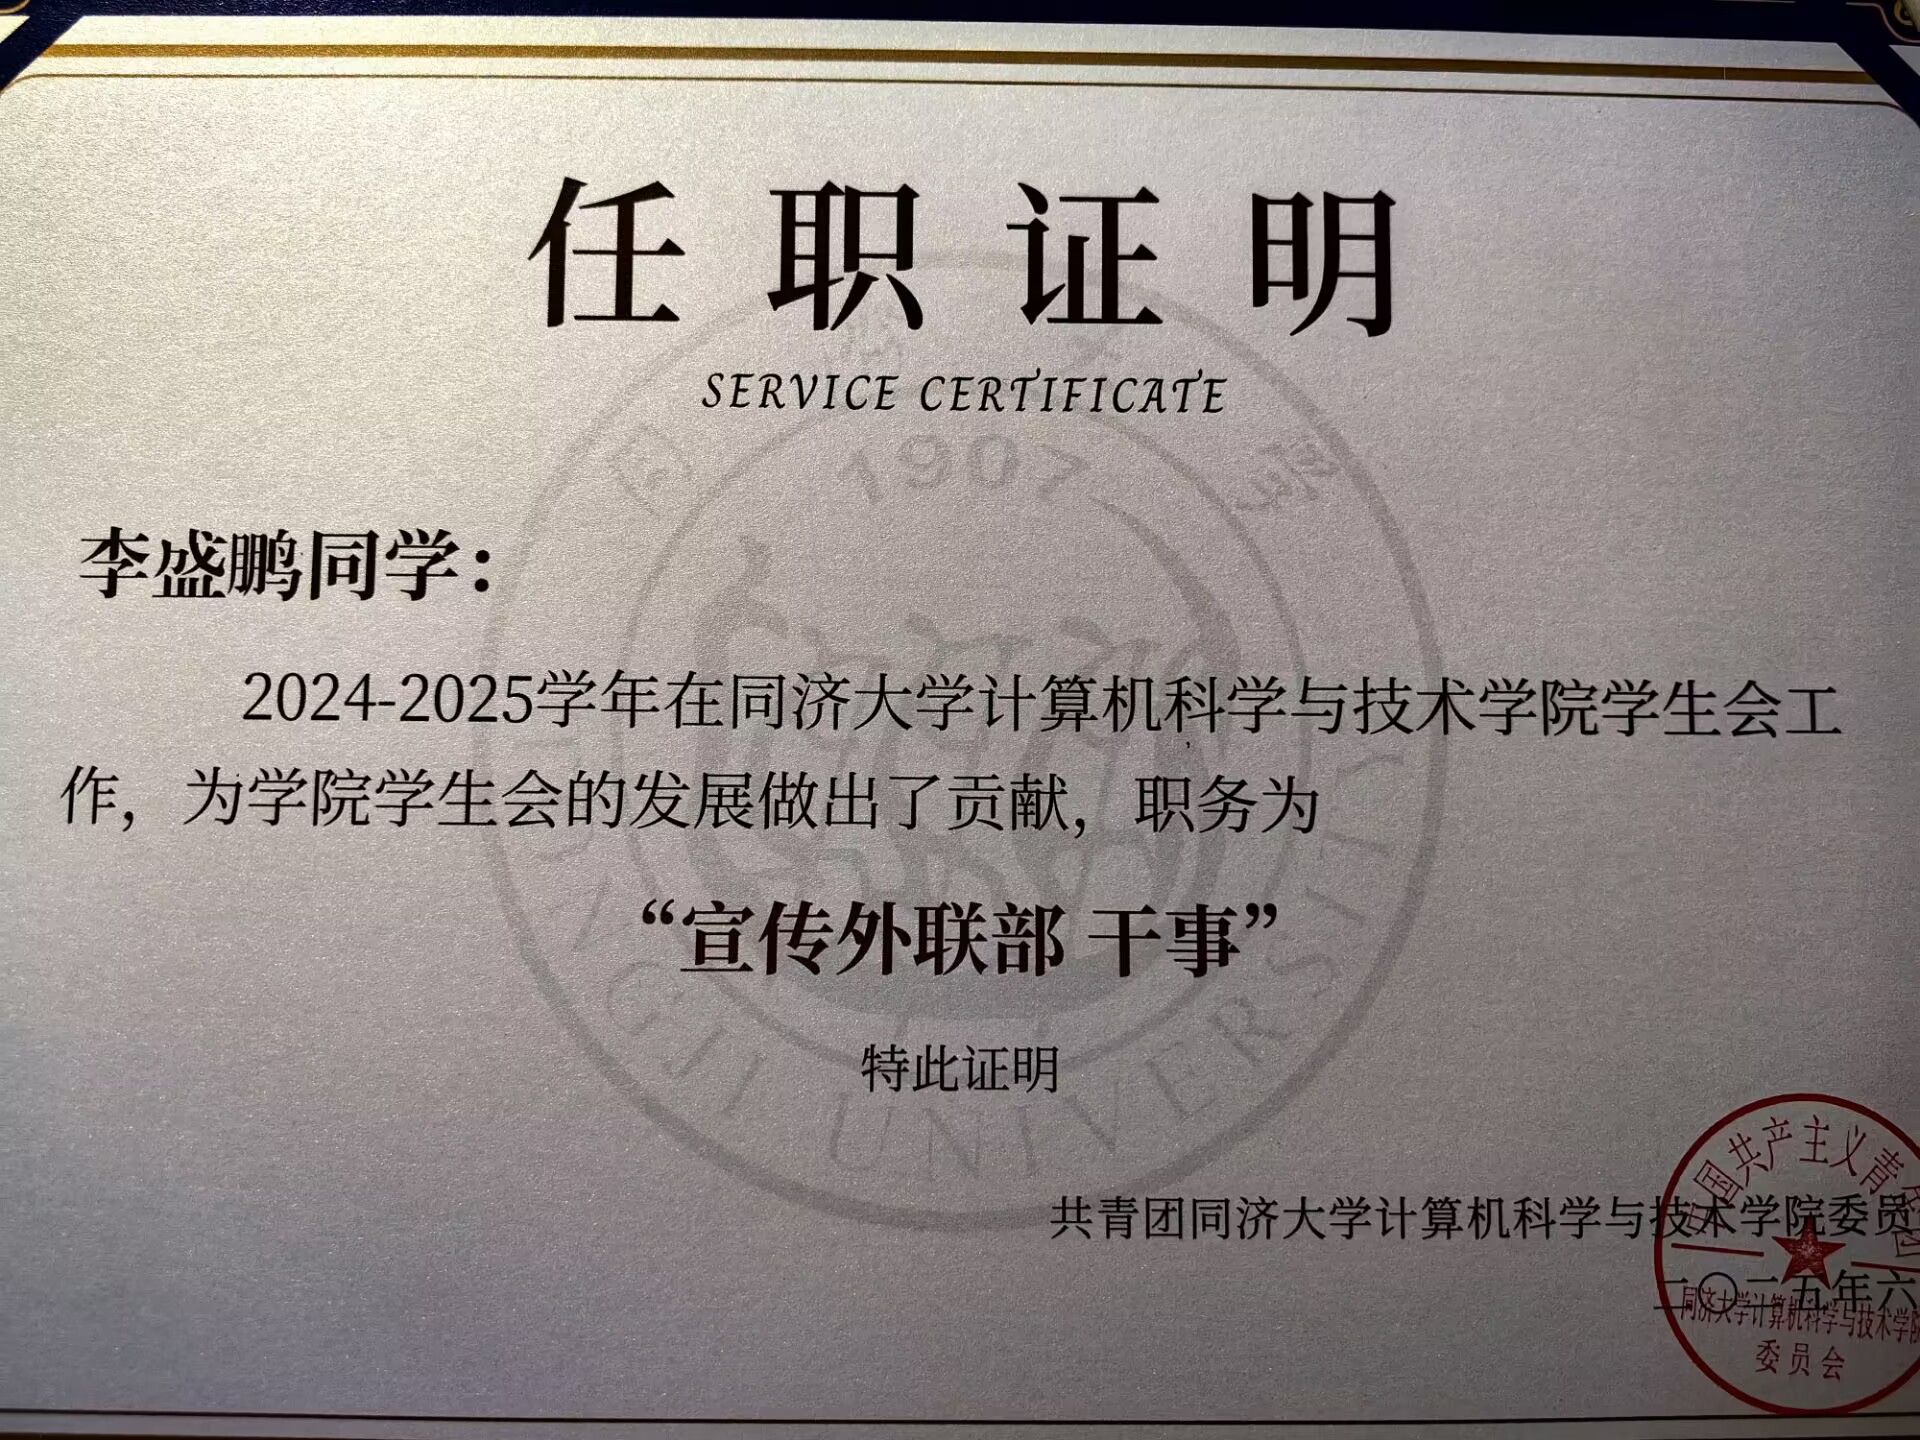 任职证明
SERVICE CERTIFICATE
1907
李盛鹏同学：
2024-2025学年在同济大学计算机科学与技术学院学生会工
作，为学院学生会的发展做出了贡献，职务为
“宣传外联部 干事”
特此证明
TONGJI UNIVERSITY
共青团同济大学计算机科学与技术学院委员
二〇二五年六
中国共产主义青年团
同济大学计算机科学与技术学院
委员会